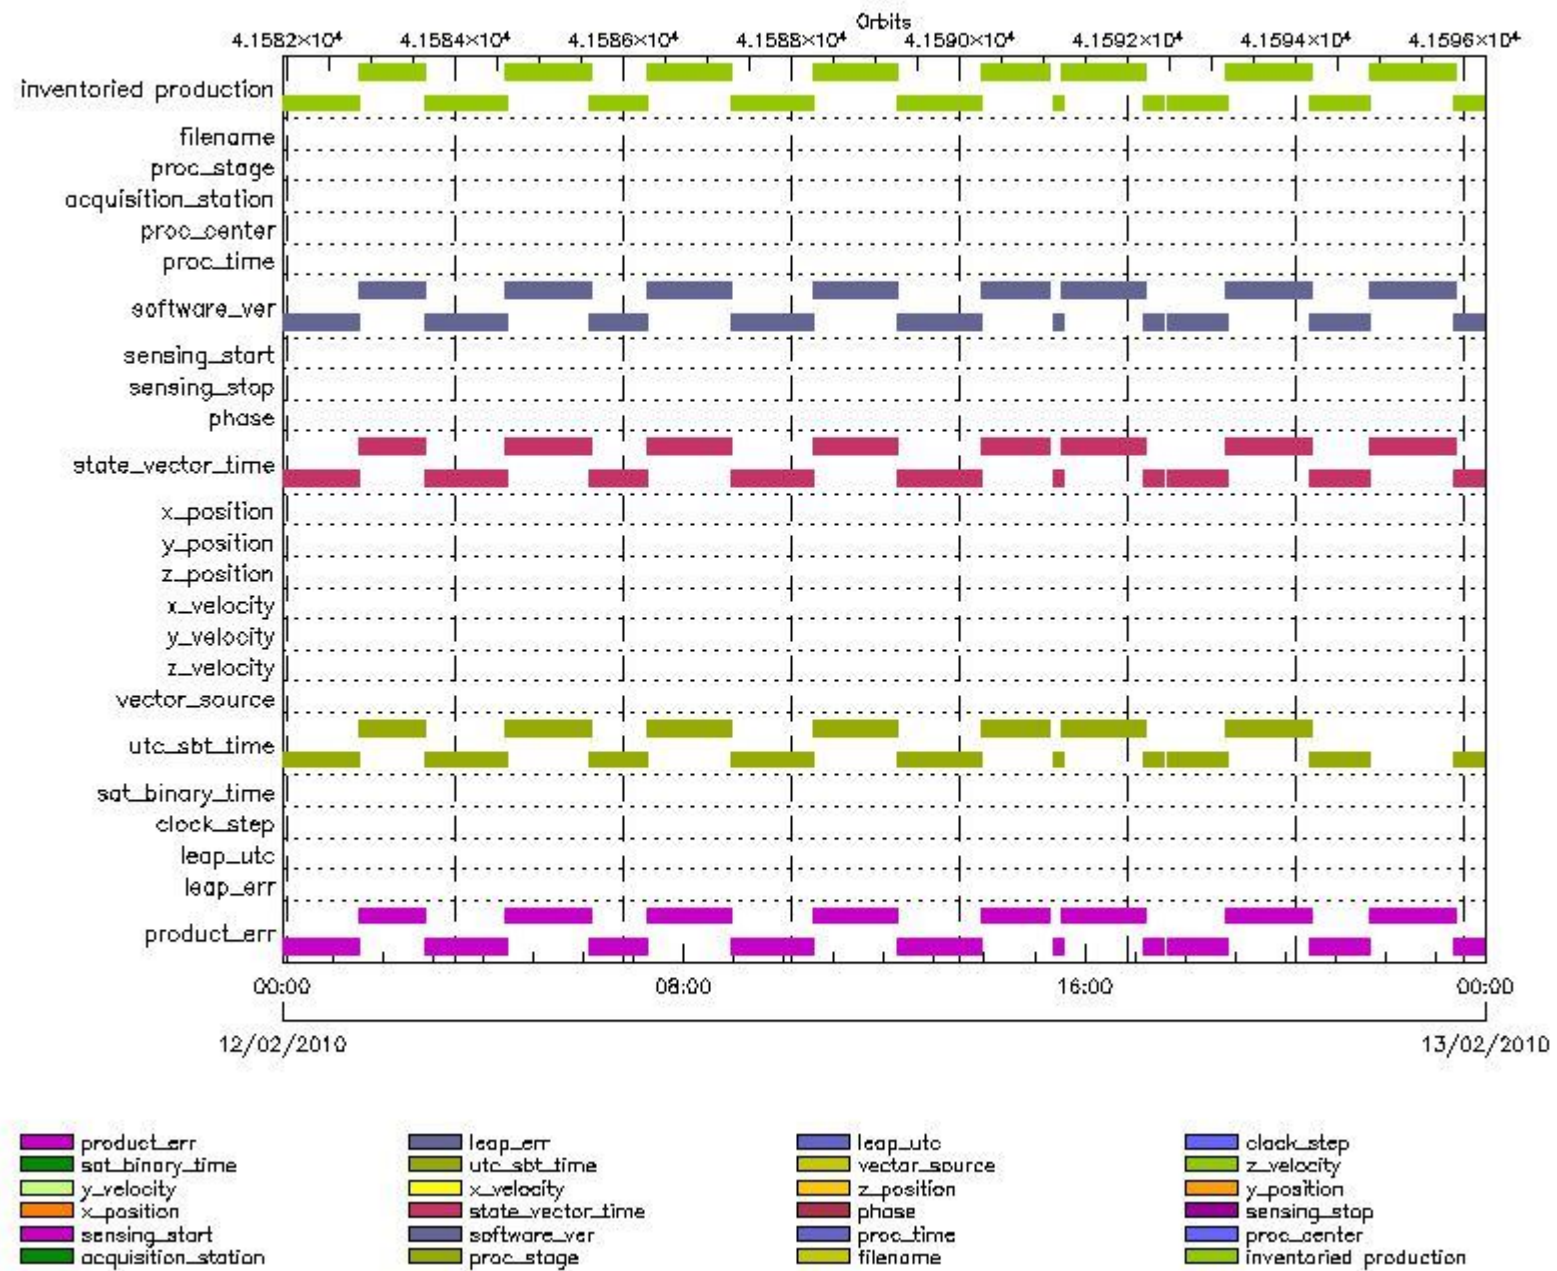 Orbits
4.1582×10⁴ 4.1584×10⁴ 4.1586×10⁴ 4.1588×10⁴ 4.1590×10⁴ 4.1592×10⁴ 4.1594×10⁴ 4.1596×10⁴
inventoried production
filename
proc_stage
acquisition_station
proc_center
proc_time
software_ver
sensing_start
sensing_stop
phase
state_vector_time
x_position
y_position
z_position
x_velocity
y_velocity
z_velocity
vector_source
utc_sbt_time
sat_binary_time
clock_step
leap_utc
leap_err
product_err
00:00 08:00 16:00 00:00
12/02/2010 13/02/2010
product_err leap_err leap_utc clock_step
sat_binary_time utc_sbt_time vector_source z_velocity
y_velocity x_velocity z_position y_position
x_position state_vector_time phase sensing_stop
sensing_start software_ver proc_time proc_center
acquisition_station proc_stage filename inventoried production